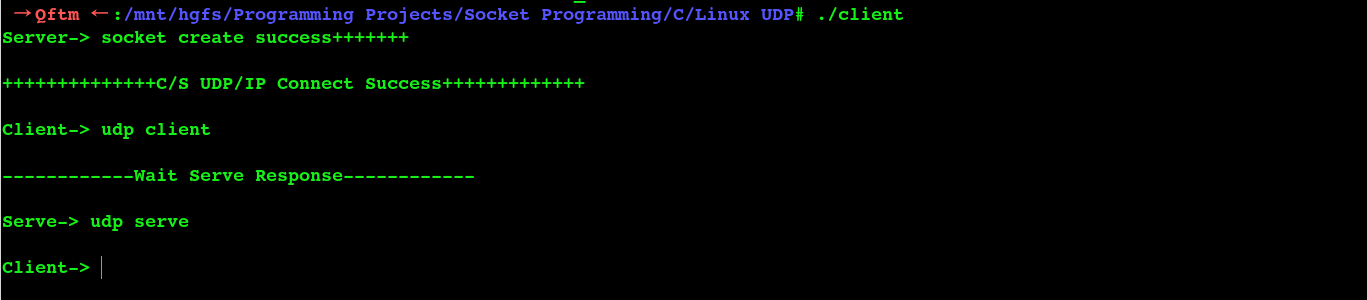 →Qftm ←:/mnt/hgfs/Programming Projects/Socket Programming/C/Linux UDP# ./client
Server-> socket create success+++++++
++++++++++++++C/S UDP/IP Connect Success+++++++++++++
Client-> udp client
------------Wait Serve Response------------
Serve-> udp serve
Client->